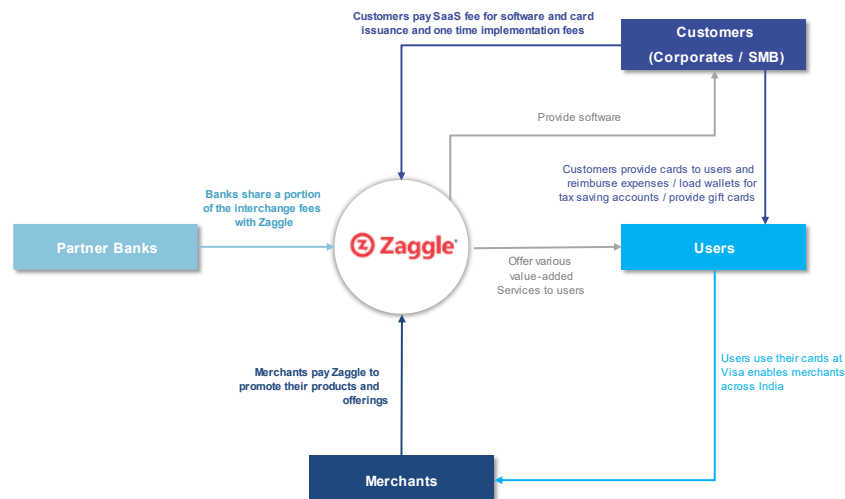 Customers pay SaaS fee for software and card
issuance and one time implementation fees
Customers
(Corporates / SMB)
Provide software
Customers provide cards to users and
reimburse expenses / load wallets for
tax saving accounts / provide gift cards
Banks share a portion
of the interchange fees
with Zaggle
Partner Banks
Zaggle
Users
Offer various
value-added
Services to users
Users use their cards at
Visa enables merchants
across India
Merchants pay Zaggle to
promote their products and
offerings
Merchants